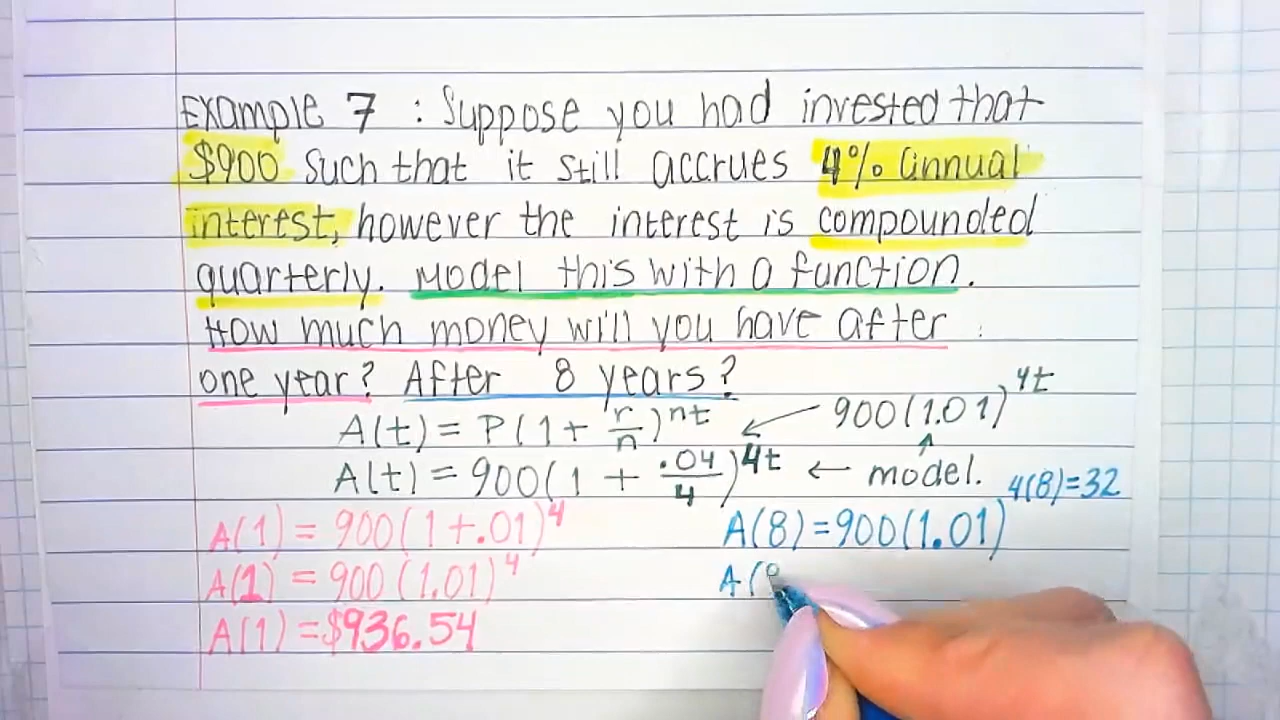 Example 7 : Suppose you had invested that
$900 such that it still accrues 4% annual
interest, however the interest is compounded
quarterly. Model this with a function.
How much money will you have after
one year? After 8 years?
A(t) = P(1 + r/n)^nt ← 900(1.01)^4t
A(t) = 900(1 + .04/4)^4t ← model.
A(1) = 900(1+.01)^4
A(8) = 900(1.01)^4(8)=32
A(1) = 900(1.01)^4
A(8
A(1) = $936.54